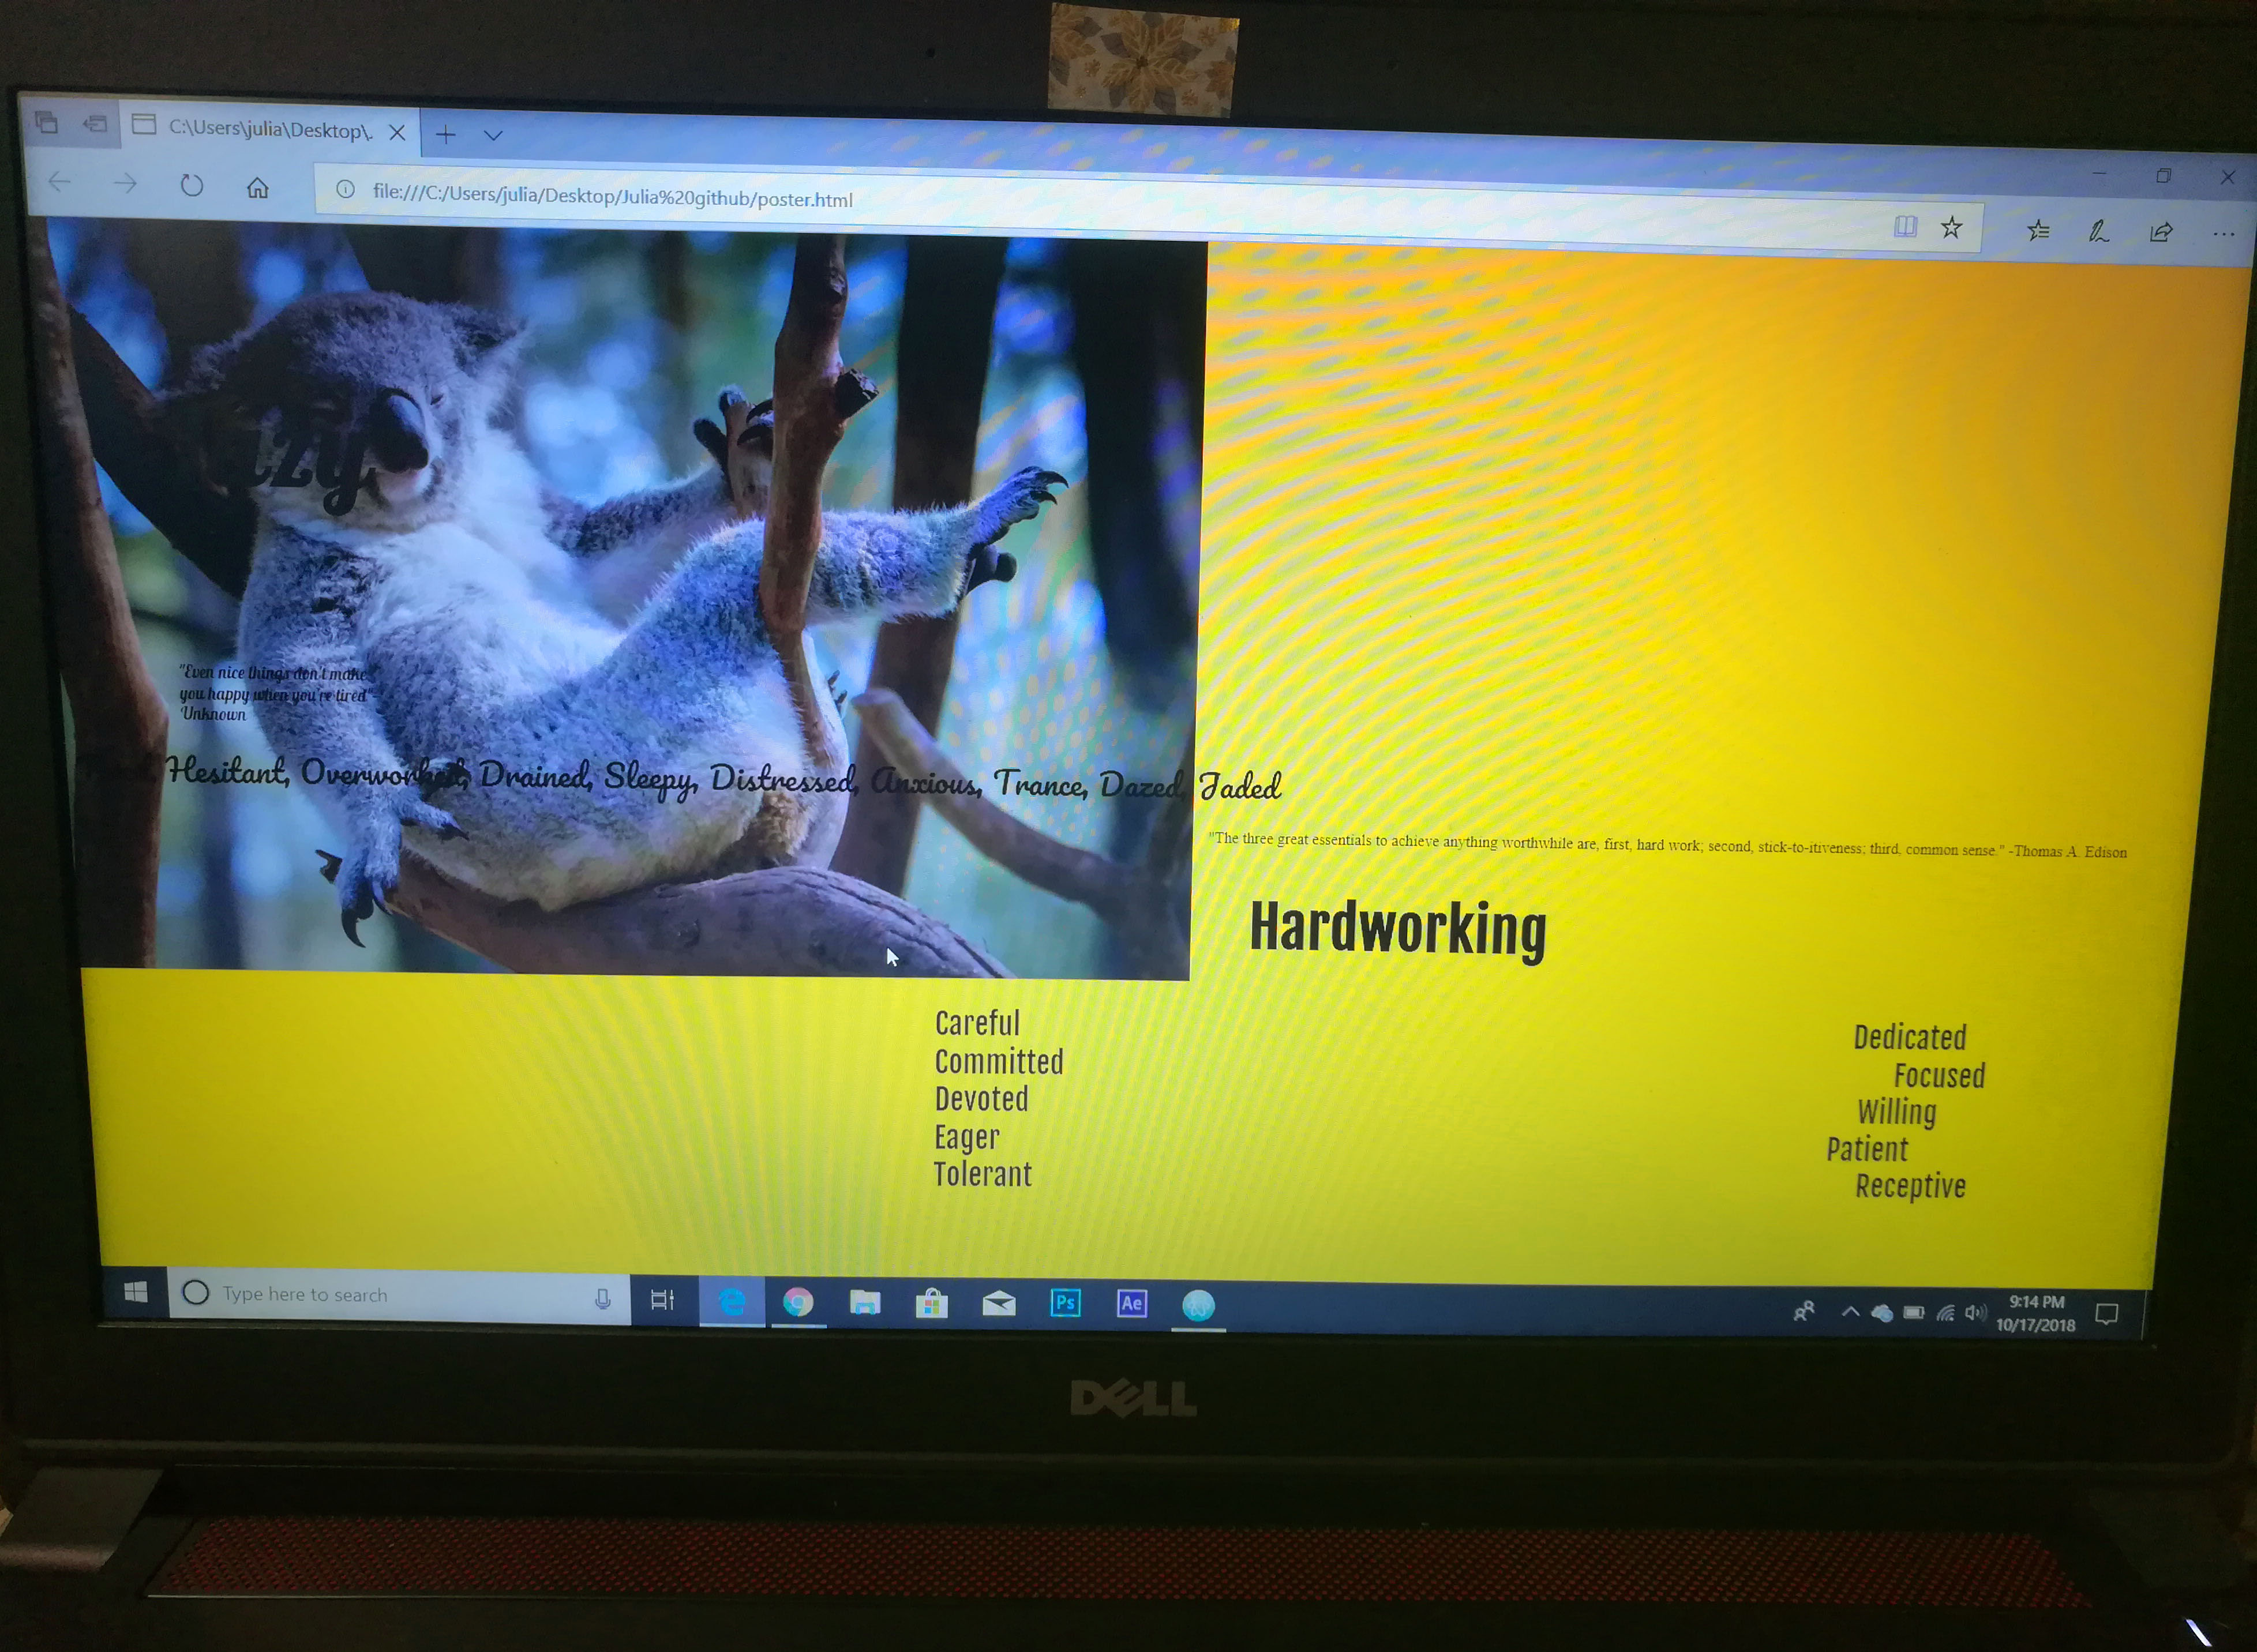 C:\Users\julia\Desktop\.
file:///C:/Users/julia/Desktop/Julia%20github/poster.html
"Even nice things don't make
you happy when you're tired"-
Unknown
Hesitant, Overworked, Drained, Sleepy, Distressed, Anxious, Trance, Dazed, Jaded
"The three great essentials to achieve anything worthwhile are, first, hard work; second, stick-to-itiveness; third, common sense." -Thomas A. Edison
Hardworking
Careful
Committed
Devoted
Eager
Tolerant
Dedicated
Focused
Willing
Patient
Receptive
Type here to search
Ps
Ae
9:14 PM
10/17/2018
DELL